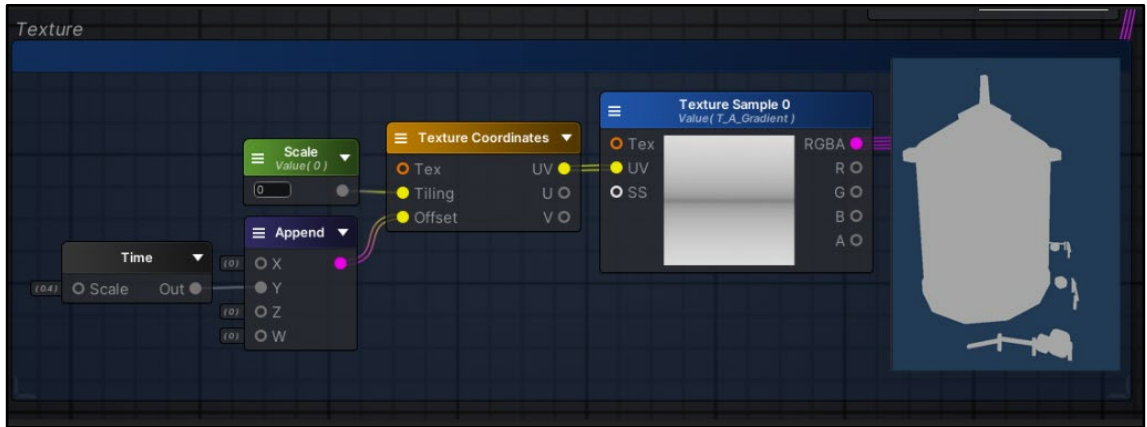 Texture
Texture Sample 0
Value( T_A_Gradient )
Scale
Value( 0 )
0
Texture Coordinates
Tex
UV
Tiling
U
Offset
V
Tex
RGBA
UV
R
SS
G
B
A
Append
(0) X
Y
(0) Z
(0) W
Time
(0.4) Scale Out